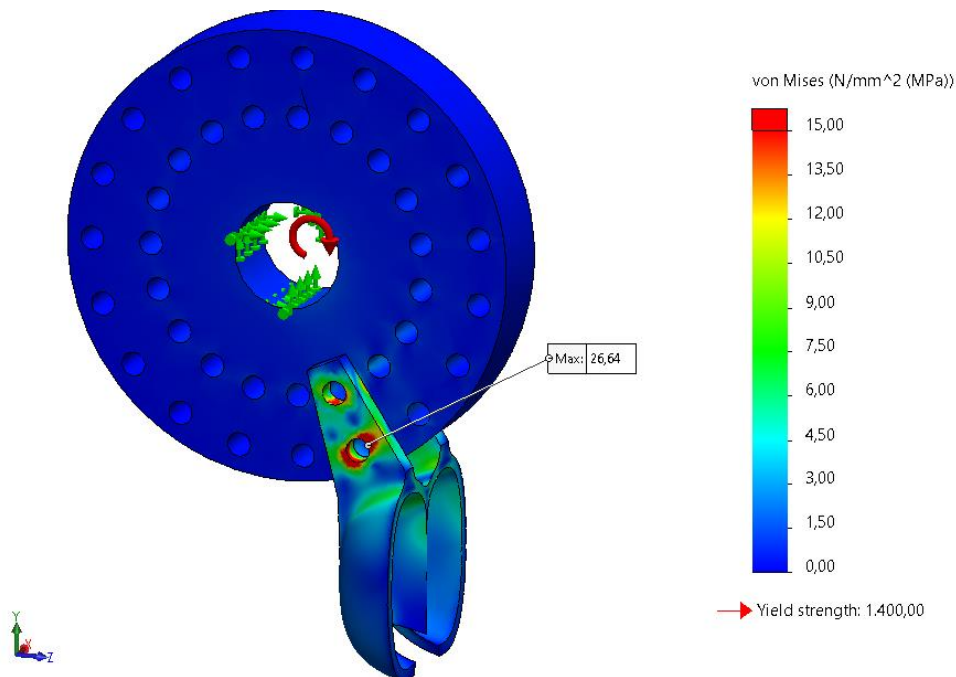 von Mises (N/mm^2 (MPa))
15,00
13,50
12,00
10,50
9,00
7,50
6,00
4,50
3,00
1,50
0,00
Max: 26,64
Yield strength: 1.400,00
Y
X
Z